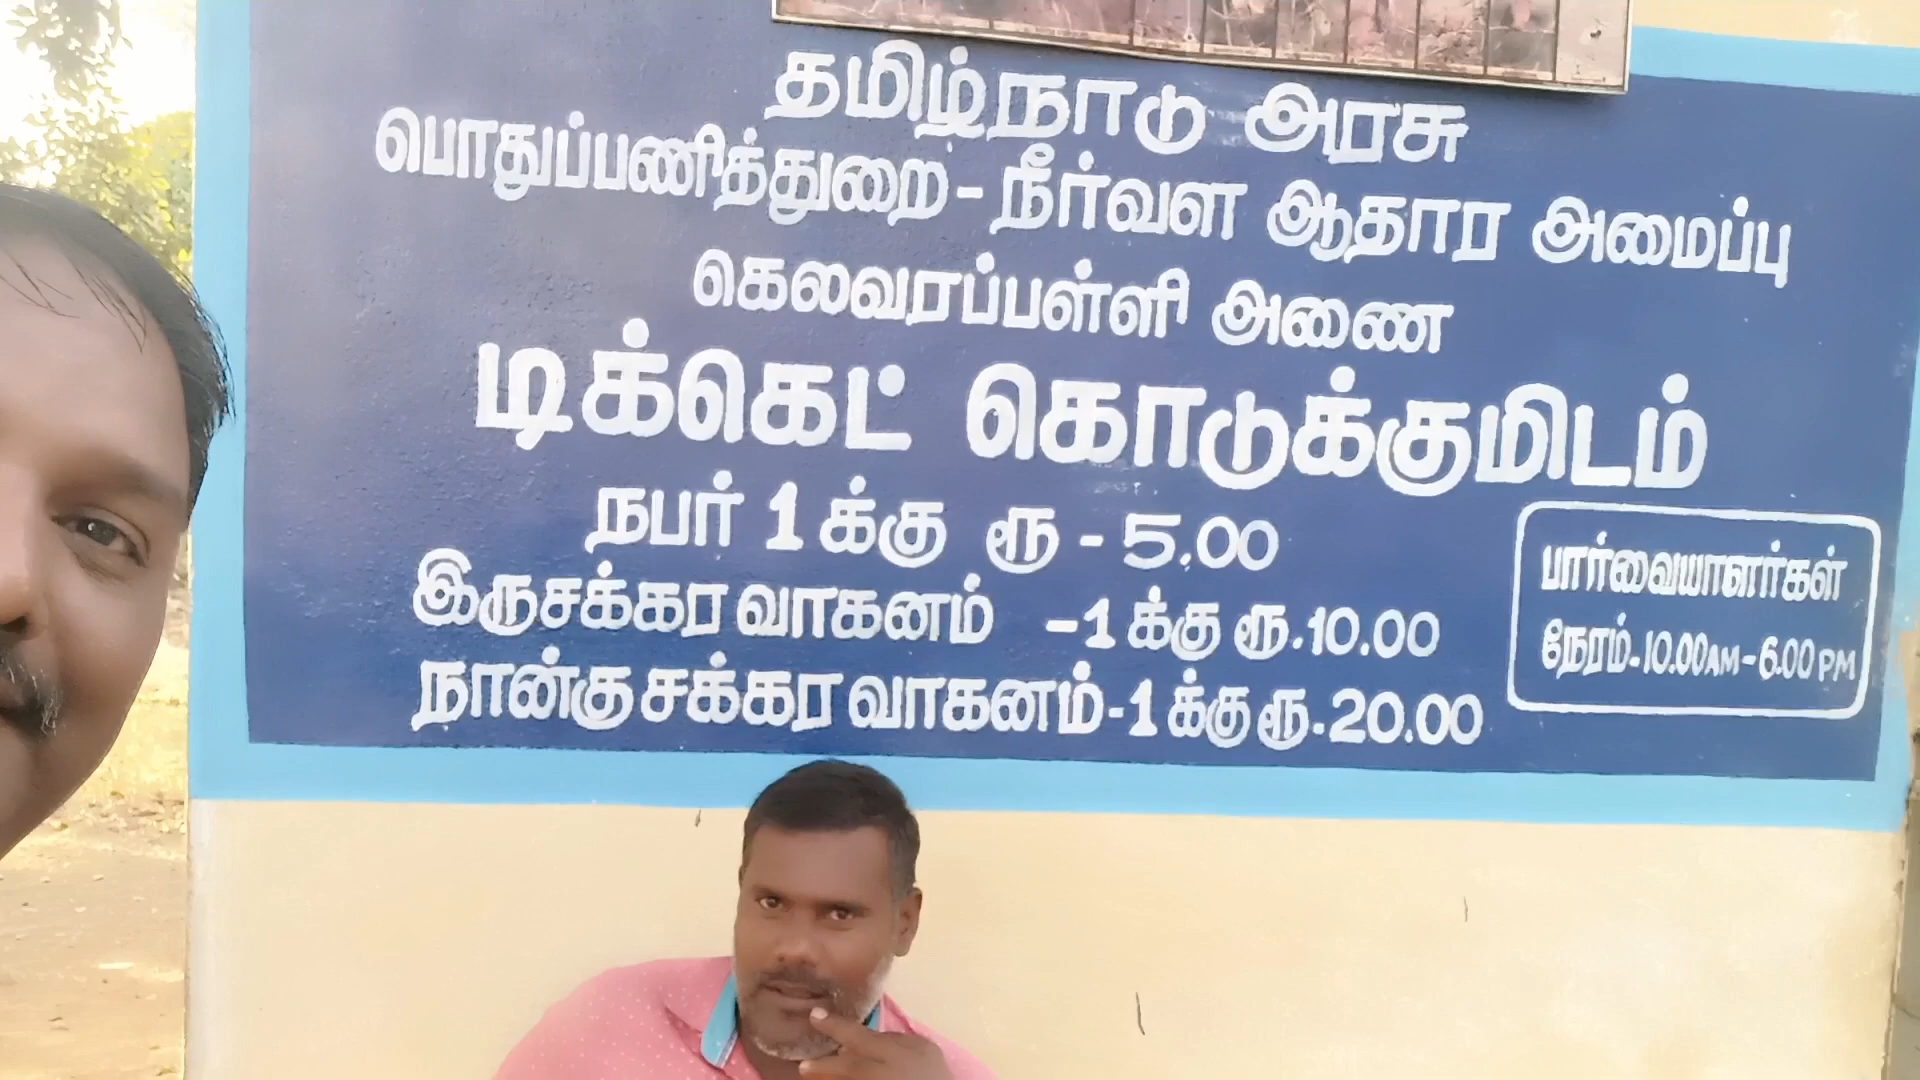 தமிழ்நாடு அரசு
பொதுப்பணித்துறை - நீர்வள ஆதார அமைப்பு
கெலவரப்பள்ளி அணை
டிக்கெட் கொடுக்குமிடம்
நபர் 1 க்கு ரூ - 5.00
இருசக்கர வாகனம் -1 க்கு ரூ.10.00
நான்கு சக்கர வாகனம்-1 க்கு ரூ.20.00
பார்வையாளர்கள்
நேரம்-10.00AM-6.00 PM